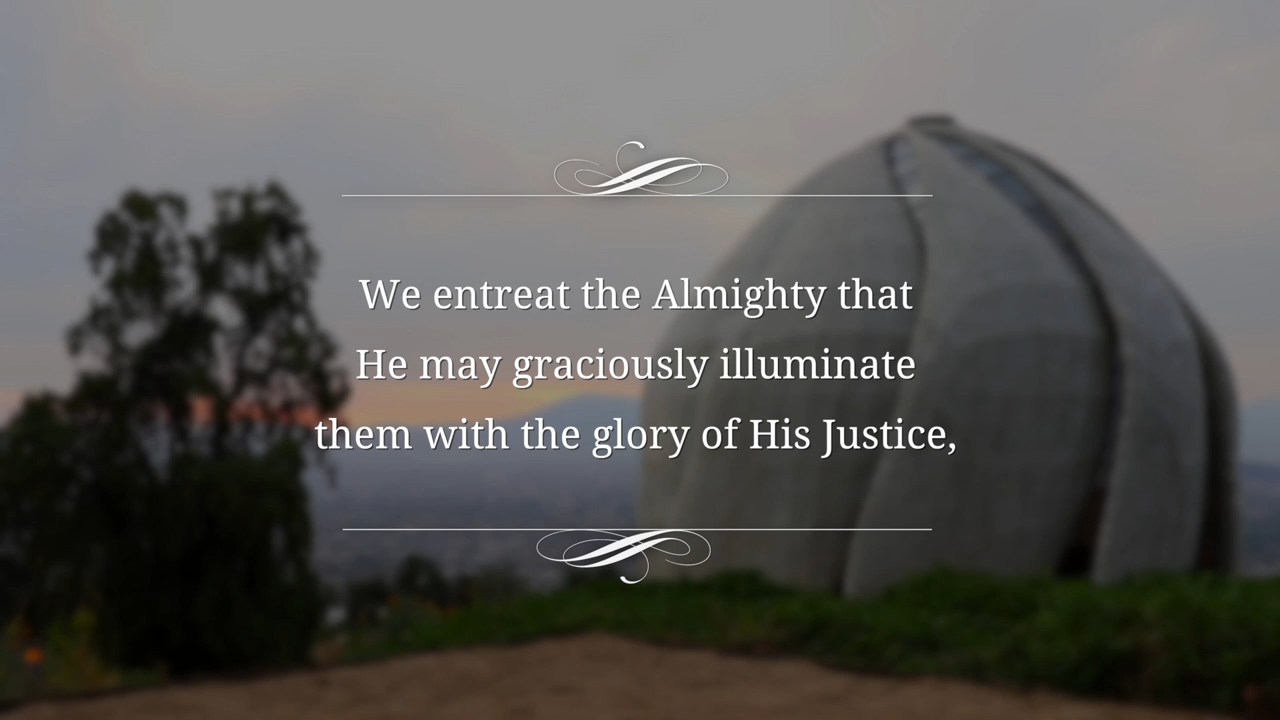 We entreat the Almighty that
He may graciously illuminate
them with the glory of His Justice,